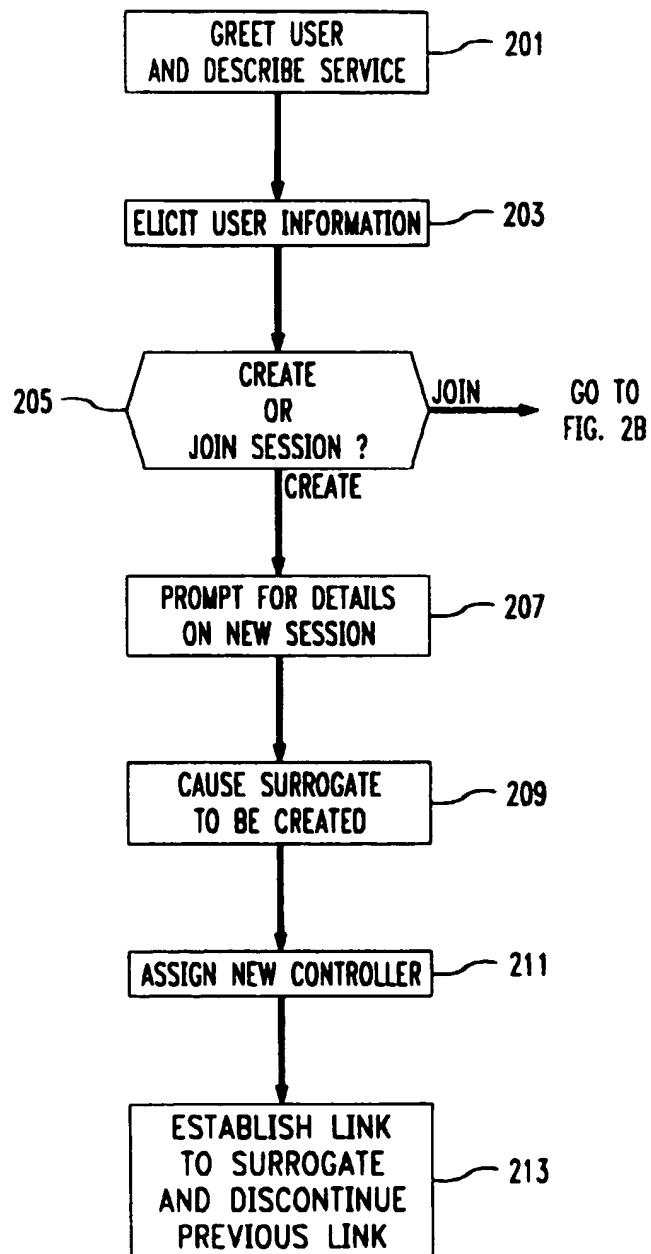 GREET USER
AND DESCRIBE SERVICE
201
ELICIT USER INFORMATION
203
CREATE
OR
JOIN SESSION ?
205
JOIN
GO TO
FIG. 2B
CREATE
PROMPT FOR DETAILS
ON NEW SESSION
207
CAUSE SURROGATE
TO BE CREATED
209
ASSIGN NEW CONTROLLER
211
ESTABLISH LINK
TO SURROGATE
AND DISCONTINUE
PREVIOUS LINK
213